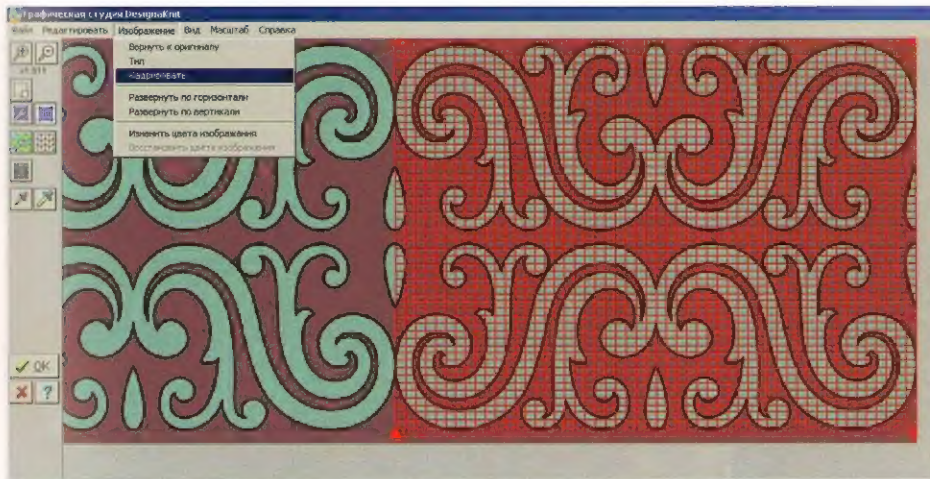 Графическая студия DesignaKnit
Файл Редактировать Изображение Вид Масштаб Справка
Вернуть к оригиналу
Тип
Кадрировать
Развернуть по горизонтали
Развернуть по вертикали
Изменить цвета изображения
Восстановить цвета изображения
OK
?